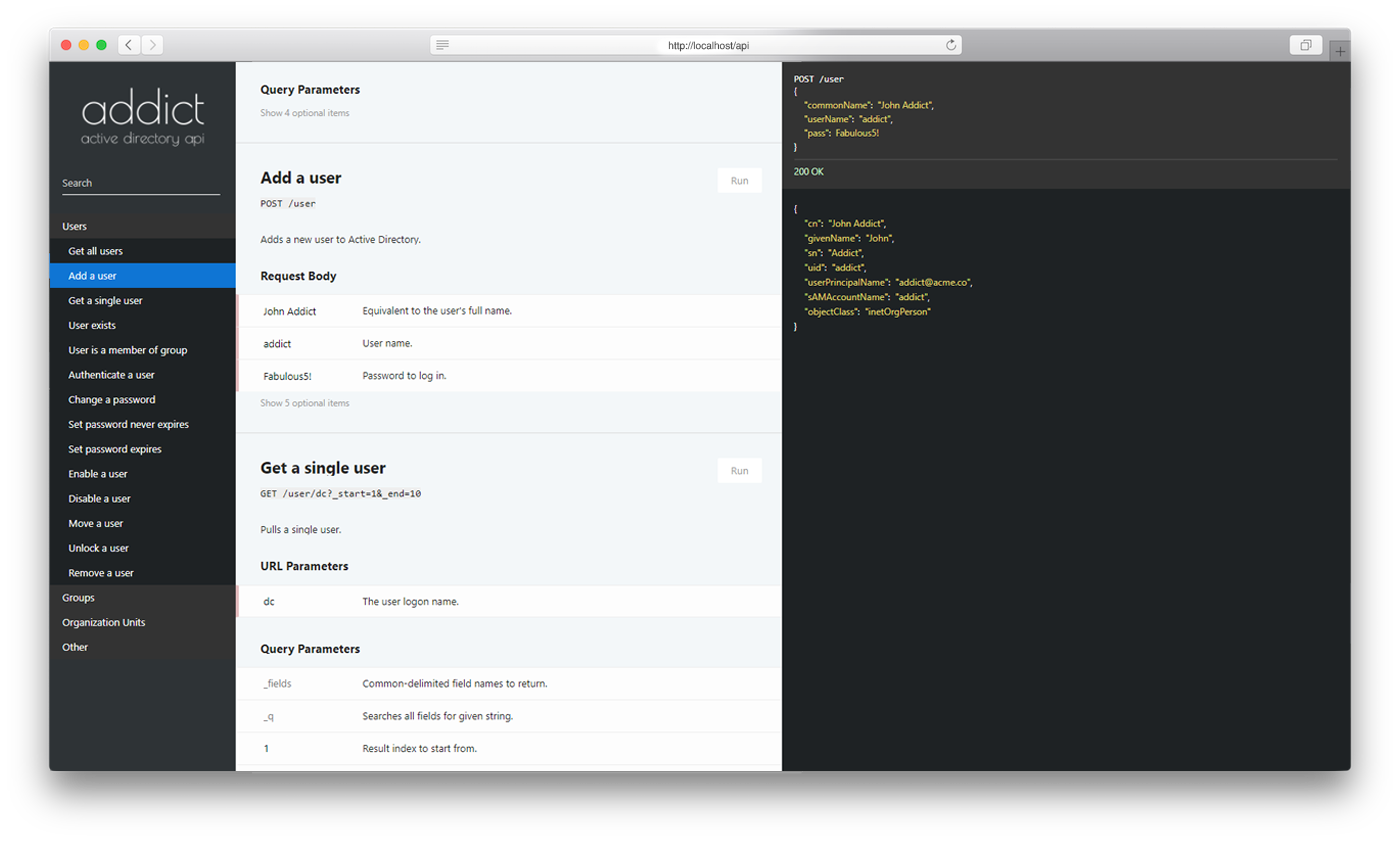 http://localhost/api
addict
active directory api
Search
Users
Get all users
Add a user
Get a single user
User exists
User is a member of group
Authenticate a user
Change a password
Set password never expires
Set password expires
Enable a user
Disable a user
Move a user
Unlock a user
Remove a user
Groups
Organization Units
Other
Query Parameters
Show 4 optional items
Add a user
Run
POST /user
Adds a new user to Active Directory.
Request Body
John Addict Equivalent to the user's full name.
addict User name.
Fabulous5! Password to log in.
Show 5 optional items
Get a single user
Run
GET /user/dc?_start=1&_end=10
Pulls a single user.
URL Parameters
dc The user logon name.
Query Parameters
_fields Common-delimited field names to return.
_q Searches all fields for given string.
1 Result index to start from.
POST /user
{
"commonName": "John Addict",
"userName": "addict",
"pass": Fabulous5!
}
200 OK
{
"cn": "John Addict",
"givenName": "John",
"sn": "Addict",
"uid": "addict",
"userPrincipalName": "addict@acme.co",
"sAMAccountName": "addict",
"objectClass": "inetOrgPerson"
}